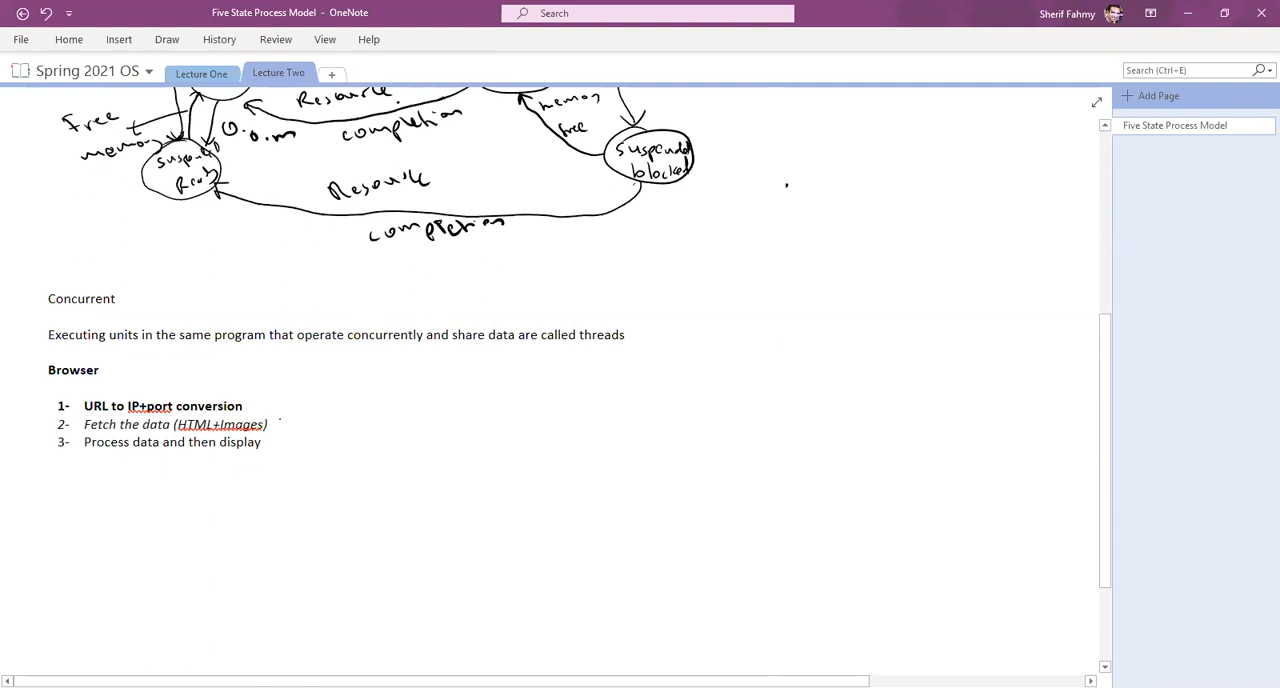 Five State Process Model - OneNote
Search
Sherif Fahmy
File Home Insert Draw History Review View Help
Spring 2021 OS Lecture One Lecture Two +
Search (Ctrl+E)
+ Add Page
Five State Process Model
Resource
completion
free
memory
O.o.m
memory
free
suspended
Ready
suspended
blocked
Resource
completion
Concurrent
Executing units in the same program that operate concurrently and share data are called threads
Browser
1- URL to IP+port conversion
2- Fetch the data (HTML+Images)
3- Process data and then display